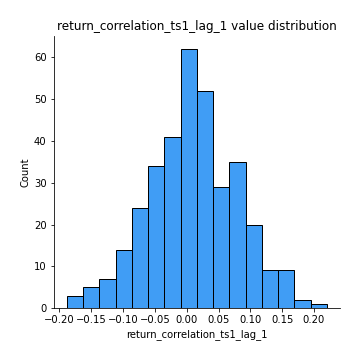 return_correlation_ts1_lag_1 value distribution
60
50
40
30
20
10
0
Count
−0.20 −0.15 −0.10 −0.05 0.00 0.05 0.10 0.15 0.20
return_correlation_ts1_lag_1